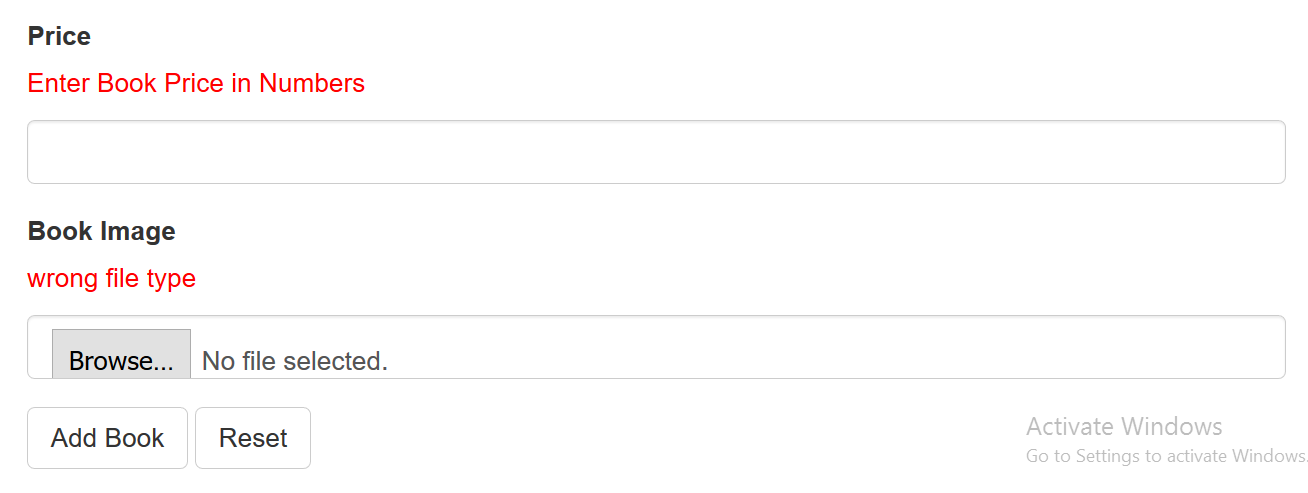 Price
Enter Book Price in Numbers
Book Image
wrong file type
Browse... No file selected.
Add Book Reset
Activate Windows
Go to Settings to activate Windows.